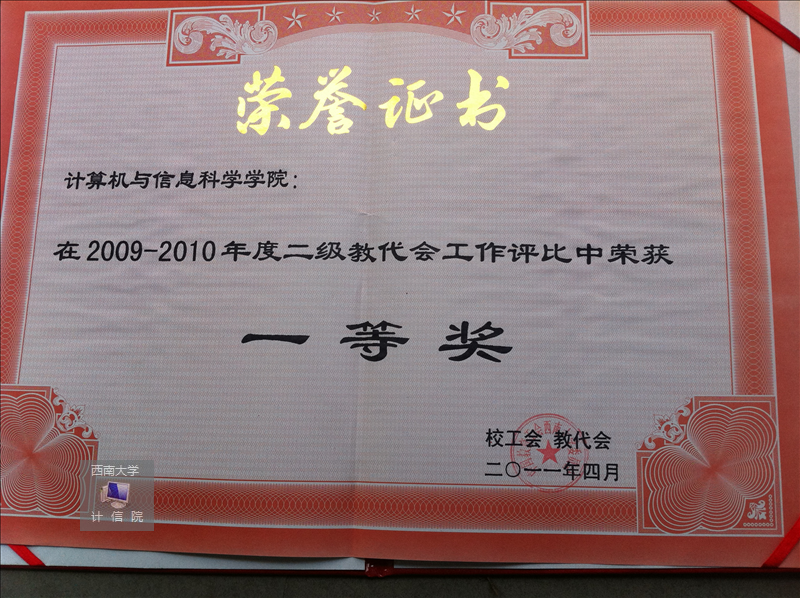 荣誉证书
计算机与信息科学学院:
在2009-2010年度二级教代会工作评比中荣获
一等奖
校工会 教代会
二〇一一年四月
西南大学
计信院